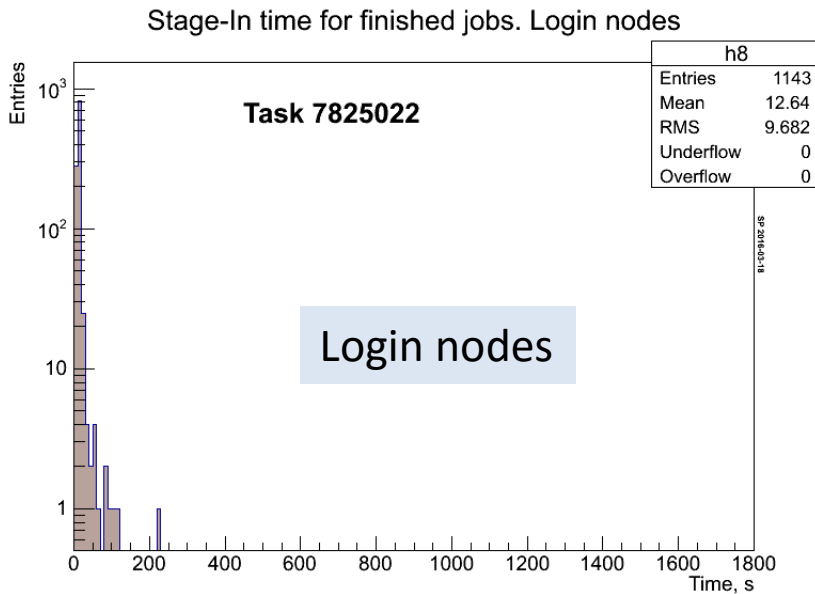 Stage-In time for finished jobs. Login nodes
h8
Entries 1143
Mean 12.64
RMS 9.682
Underflow 0
Overflow 0
Entries
Task 7825022
10³
10²
10
1
Login nodes
SP 2016-03-18
0 200 400 600 800 1000 1200 1400 1600 1800
Time, s